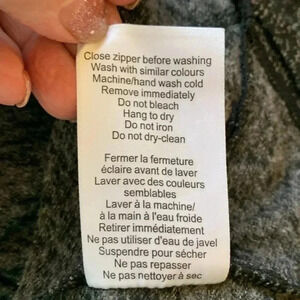 Close zipper before washing
Wash with similar colours
Machine/hand wash cold
Remove immediately
Do not bleach
Hang to dry
Do not iron
Do not dry-clean
Fermer la fermeture
éclaire avant de laver
Laver avec des couleurs
semblables
Laver à la machine/
à la main à l'eau froide
Retirer immédiatement
Ne pas utiliser d'eau de javel
Suspendre pour sécher
Ne pas repasser
Ne pas nettoyer à sec